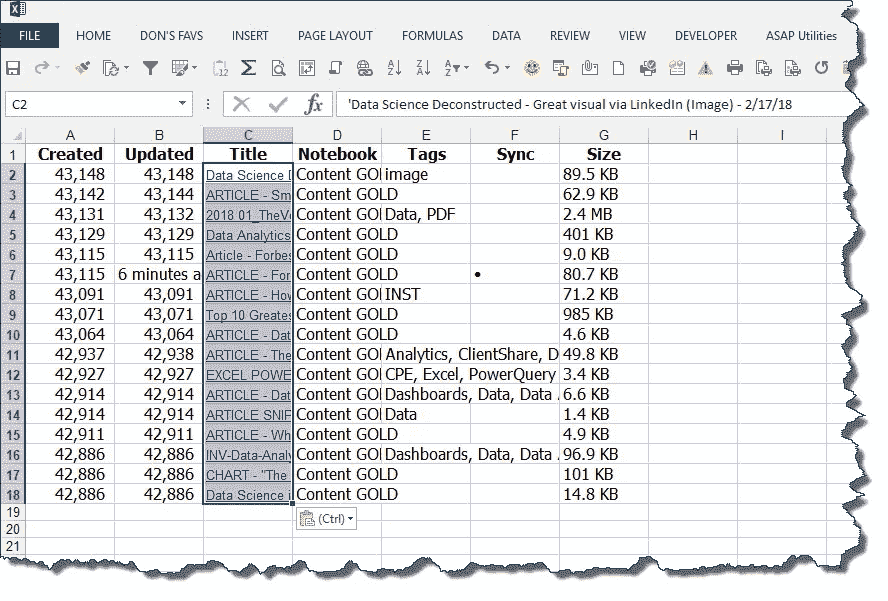 FILE HOME DON'S FAVS INSERT PAGE LAYOUT FORMULAS DATA REVIEW VIEW DEVELOPER ASAP Utilities
C2 fx 'Data Science Deconstructed - Great visual via LinkedIn (Image) - 2/17/18
A B C D E F G H I
1 Created Updated Title Notebook Tags Sync Size
2 43,148 43,148 Data Science Content GOL image 89.5 KB
3 43,142 43,144 ARTICLE - Sm Content GOLD 62.9 KB
4 43,131 43,132 2018 01_TheV Content GOLD Data, PDF 2.4 MB
5 43,129 43,129 Data Analytics Content GOLD 401 KB
6 43,115 43,115 Article - Forbes Content GOLD 9.0 KB
7 43,115 6 minutes a ARTICLE - For Content GOLD • 80.7 KB
8 43,091 43,091 ARTICLE - How Content GOL INST 71.2 KB
9 43,071 43,071 Top 10 Greates Content GOLD 985 KB
10 43,064 43,064 ARTICLE - Dat Content GOLD 4.6 KB
11 42,937 42,938 ARTICLE - The Content GOL Analytics, ClientShare, D 49.8 KB
12 42,927 42,927 EXCEL POWE Content GOL CPE, Excel, PowerQuery 3.4 KB
13 42,914 42,914 ARTICLE - Dat Content GOL Dashboards, Data, Data 6.6 KB
14 42,914 42,914 ARTICLE SNIF Content GOL Data 1.4 KB
15 42,911 42,911 ARTICLE - Wh Content GOLD 4.9 KB
16 42,886 42,886 INV-Data-Analy Content GOL Dashboards, Data, Data 96.9 KB
17 42,886 42,886 CHART - "The Content GOLD 101 KB
18 42,886 42,886 Data Science i Content GOLD 14.8 KB
19 (Ctrl)
20
21